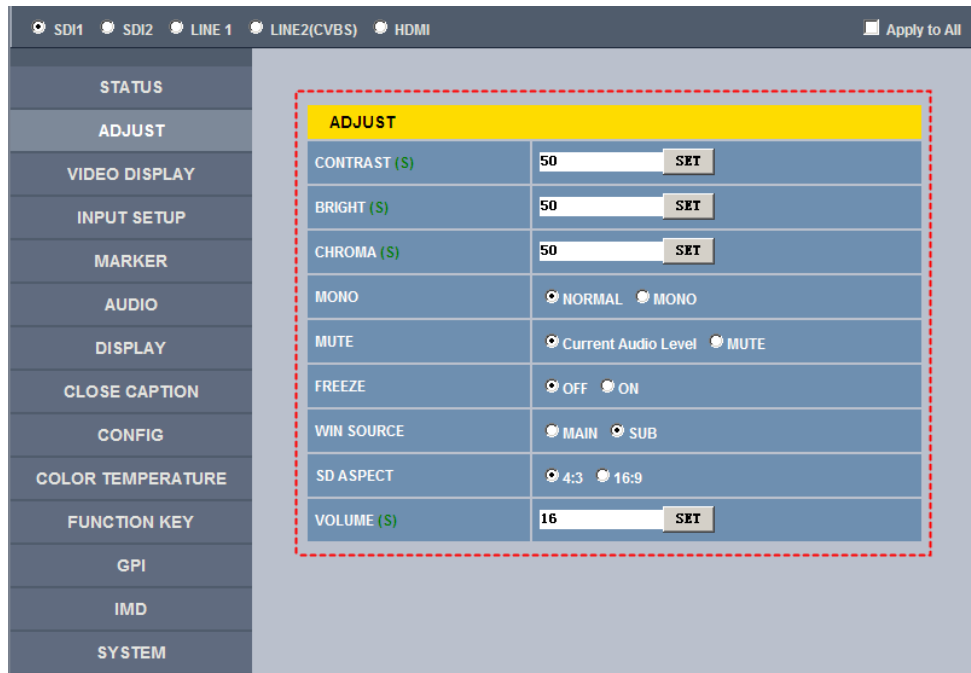 SDI1 SDI2 LINE 1 LINE2(CVBS) HDMI Apply to All
STATUS
ADJUST
VIDEO DISPLAY
INPUT SETUP
MARKER
AUDIO
DISPLAY
CLOSE CAPTION
CONFIG
COLOR TEMPERATURE
FUNCTION KEY
GPI
IMD
SYSTEM
ADJUST
CONTRAST (S) 50 SET
BRIGHT (S) 50 SET
CHROMA (S) 50 SET
MONO NORMAL MONO
MUTE Current Audio Level MUTE
FREEZE OFF ON
WIN SOURCE MAIN SUB
SD ASPECT 4:3 16:9
VOLUME (S) 16 SET